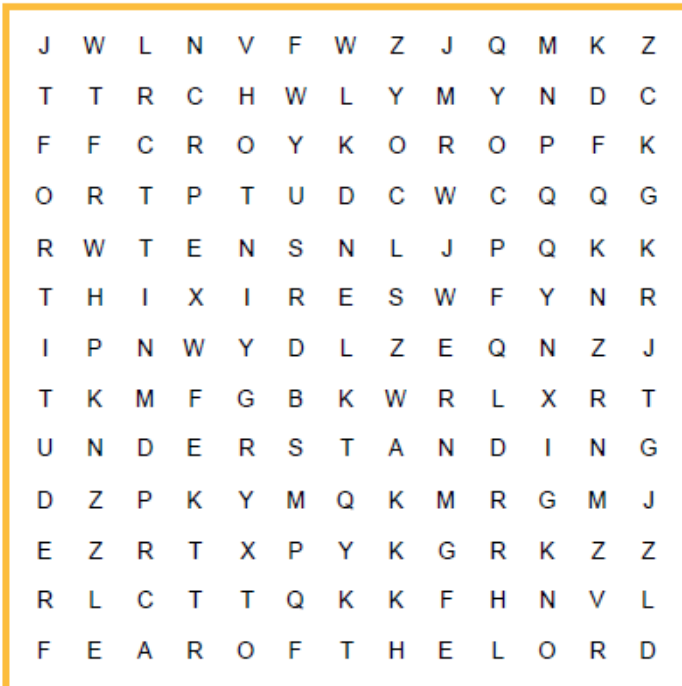 J W L N V F W Z J Q M K Z
T T R C H W L Y M Y N D C
F F C R O Y K O R O P F K
O R T P T U D C W C Q Q G
R W T E N S N L J P Q K K
T H I X I R E S W F Y N R
I P N W Y D L Z E Q N Z J
T K M F G B K W R L X R T
U N D E R S T A N D I N G
D Z P K Y M Q K M R G M J
E Z R T X P Y K G R K Z Z
R L C T T Q K K F H N V L
F E A R O F T H E L O R D